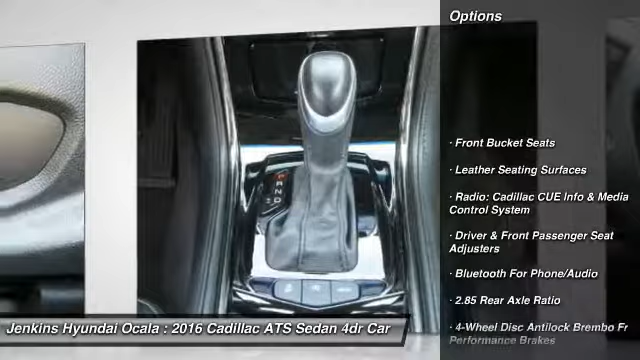 Options
· Front Bucket Seats
· Leather Seating Surfaces
· Radio: Cadillac CUE Info & Media
Control System
· Driver & Front Passenger Seat
Adjusters
· Bluetooth For Phone/Audio
· 2.85 Rear Axle Ratio
· 4-Wheel Disc Antilock Brembo Fr
Performance Brakes
P
R
N
D
Jenkins Hyundai Ocala : 2016 Cadillac ATS Sedan 4dr Car